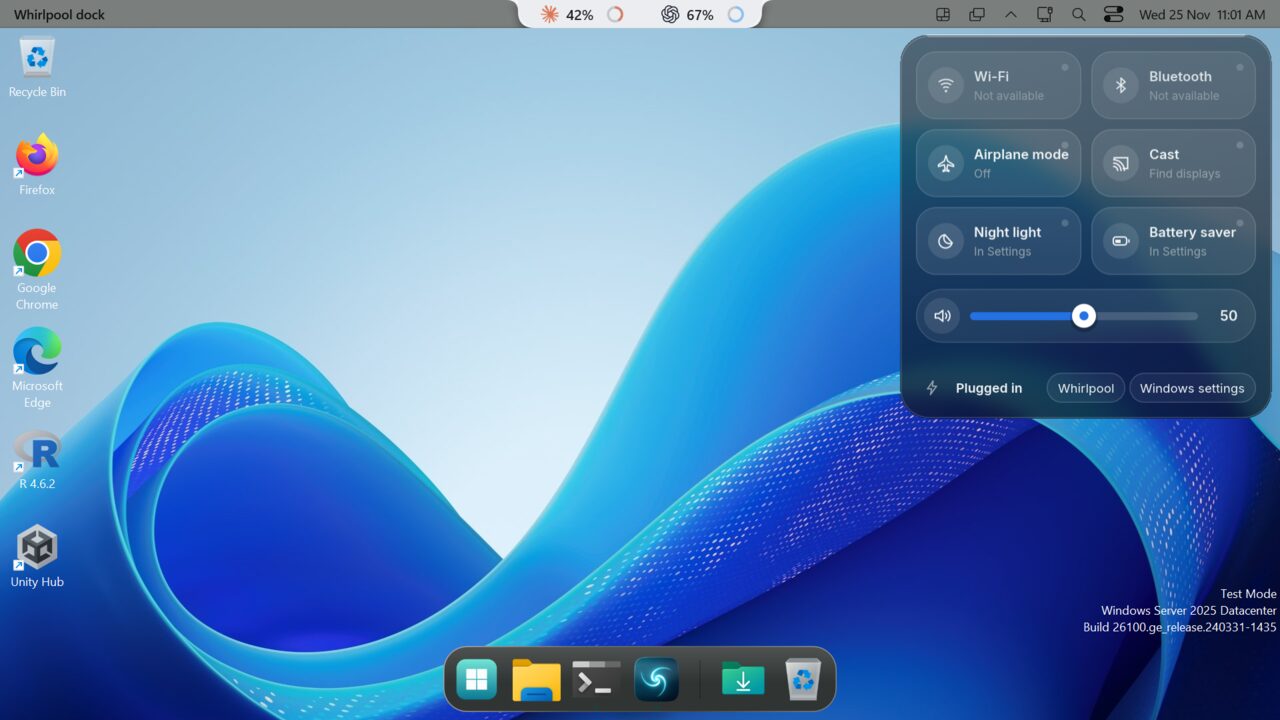 Whirlpool dock
42%
67%
Wed 25 Nov 11:01 AM
Recycle Bin
Firefox
Google
Chrome
Microsoft
Edge
R 4.6.2
Unity Hub
Wi-Fi
Not available
Bluetooth
Not available
Airplane mode
Off
Cast
Find displays
Night light
In Settings
Battery saver
In Settings
50
Plugged in
Whirlpool
Windows settings
Test Mode
Windows Server 2025 Datacenter
Build 26100.ge_release.240331-1435